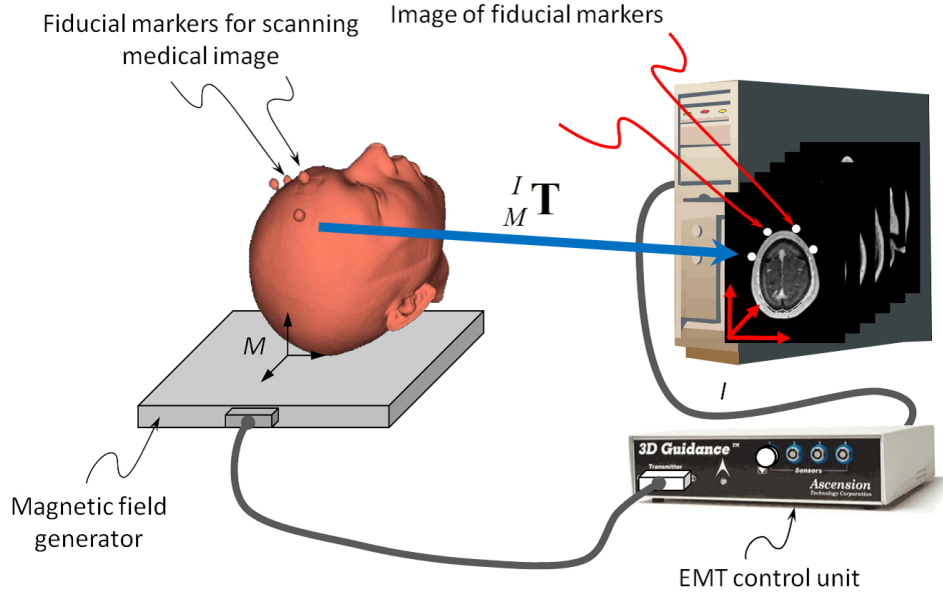 Fiducial markers for scanning
medical image
Image of fiducial markers
I
M T
M
I
3D Guidance™
Transmitter
Sensors
Ascension
Technology Corporation
Magnetic field
generator
EMT control unit